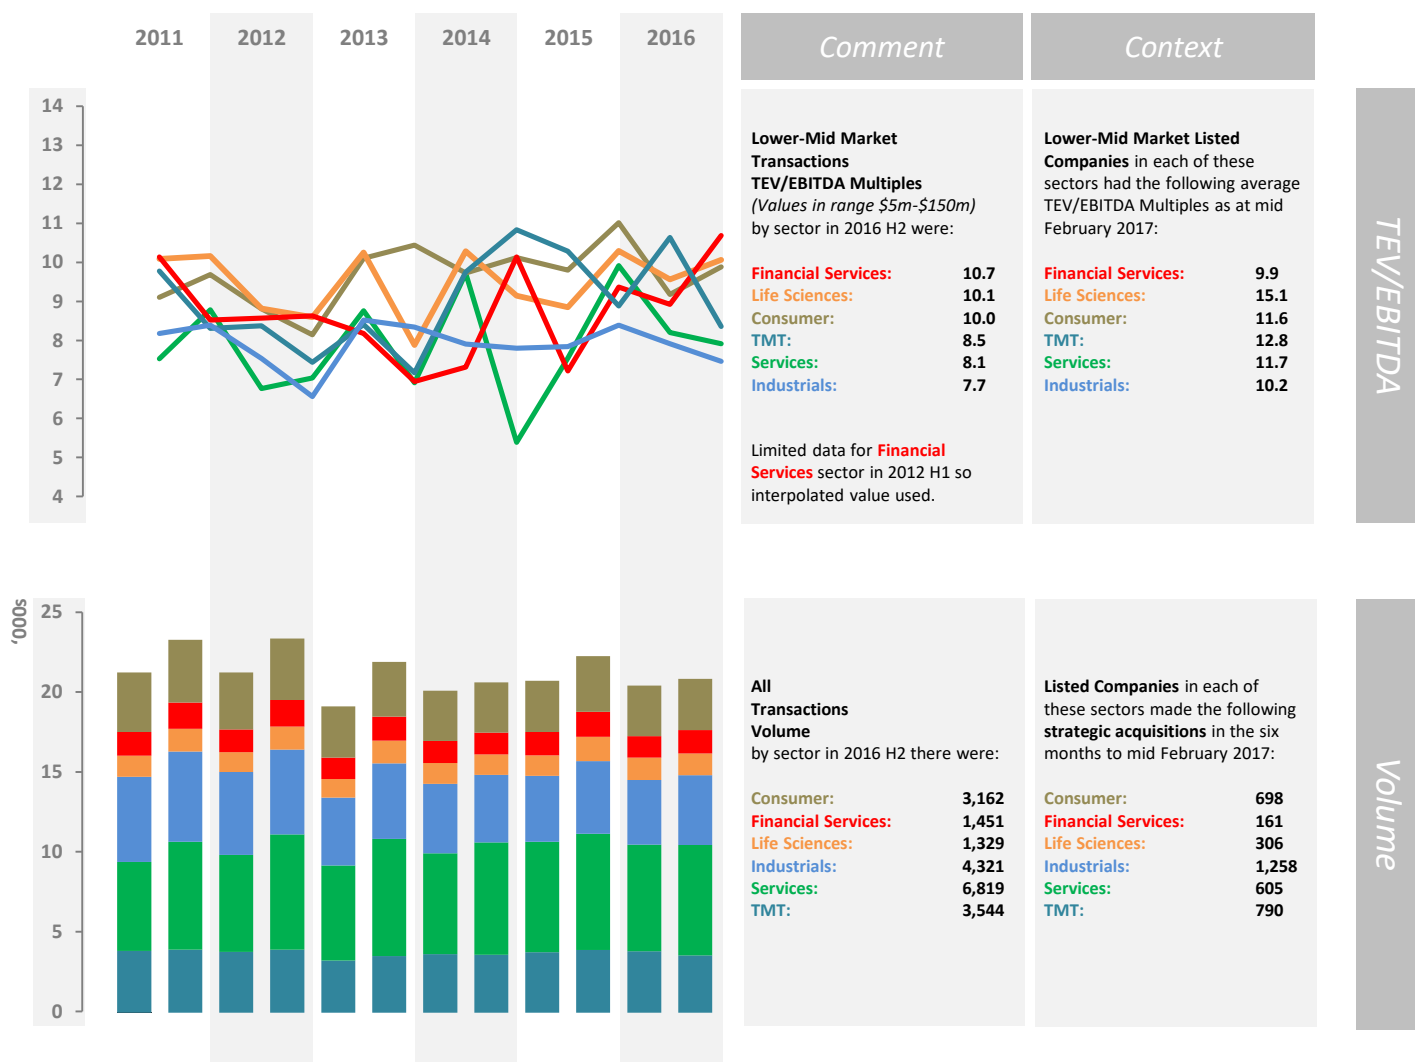 2011 2012 2013 2014 2015 2016
Comment
Context
14
13
12
11
10
9
8
7
6
5
4
Lower-Mid Market
Transactions
TEV/EBITDA Multiples
(Values in range $5m-$150m)
by sector in 2016 H2 were:
Financial Services: 10.7
Life Sciences: 10.1
Consumer: 10.0
TMT: 8.5
Services: 8.1
Industrials: 7.7
Limited data for Financial
Services sector in 2012 H1 so
interpolated value used.
Lower-Mid Market Listed
Companies in each of these
sectors had the following average
TEV/EBITDA Multiples as at mid
February 2017:
Financial Services: 9.9
Life Sciences: 15.1
Consumer: 11.6
TMT: 12.8
Services: 11.7
Industrials: 10.2
TEV/EBITDA
'000s
25
20
15
10
5
0
All
Transactions
Volume
by sector in 2016 H2 there were:
Consumer: 3,162
Financial Services: 1,451
Life Sciences: 1,329
Industrials: 4,321
Services: 6,819
TMT: 3,544
Listed Companies in each of
these sectors made the following
strategic acquisitions in the six
months to mid February 2017:
Consumer: 698
Financial Services: 161
Life Sciences: 306
Industrials: 1,258
Services: 605
TMT: 790
Volume